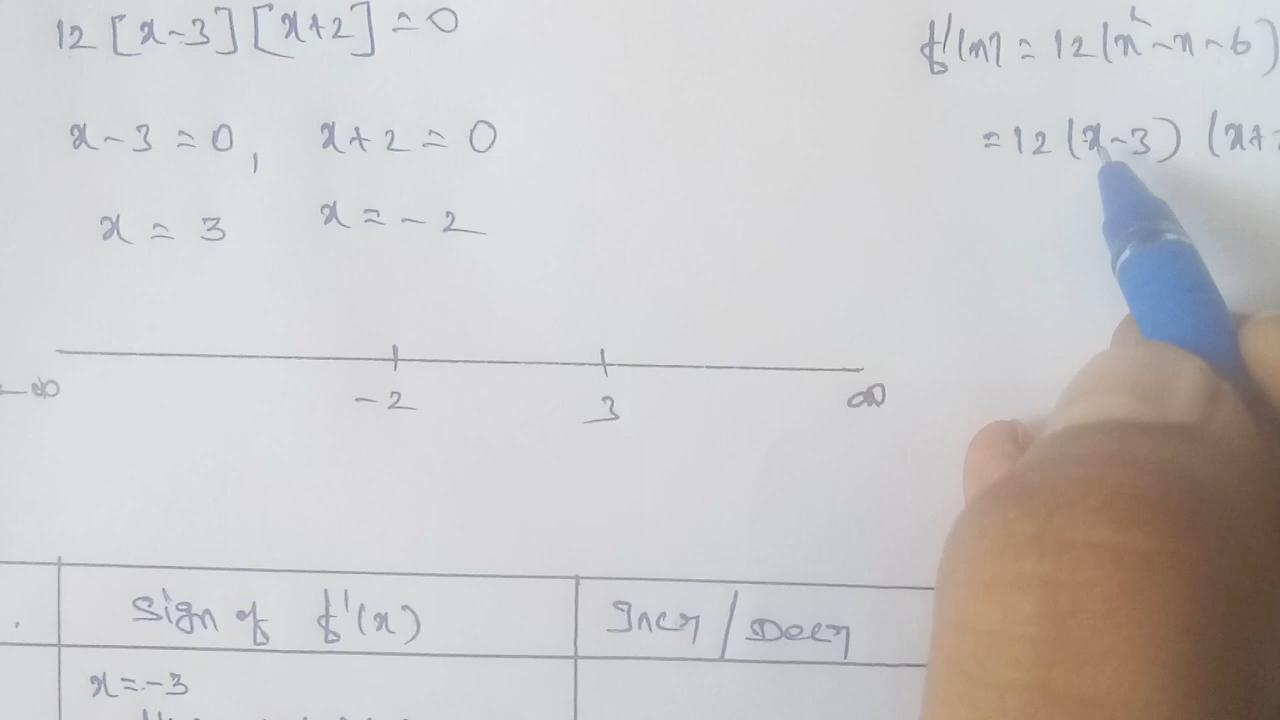 12 [x-3] [x+2] = 0
x-3 = 0, x+2 = 0
x = 3 x = -2
f'(x) = 12(x²-x-6)
= 12(x-3) (x+
-∞ -2 3 ∞
Sign of f'(x) Incr/Decr
x=-3